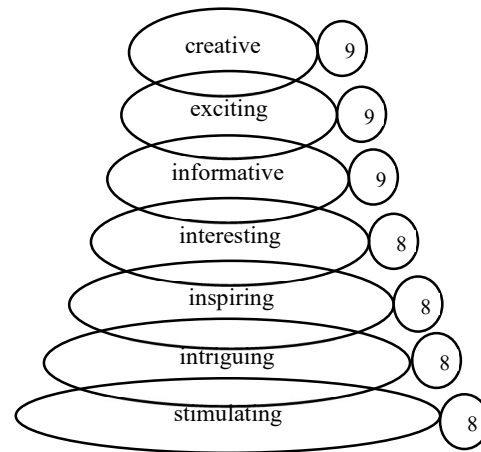 creative 9
exciting 9
informative 9
interesting 8
inspiring 8
intriguing 8
stimulating 8